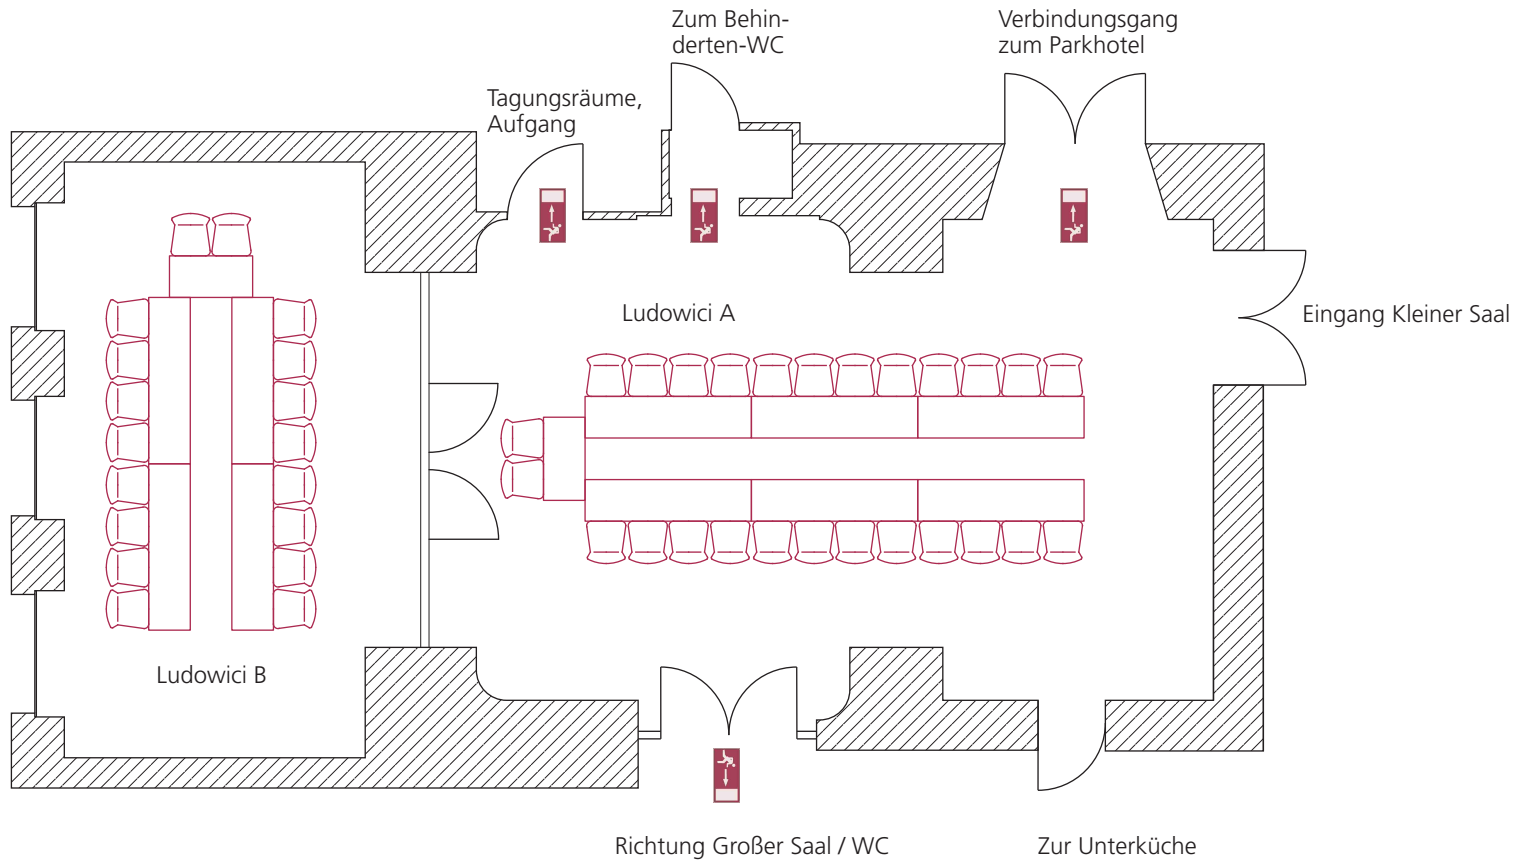 Zum Behin-
derten-WC
Verbindungsgang
zum Parkhotel
Tagungsräume,
Aufgang
Ludowici A
Eingang Kleiner Saal
Ludowici B
Richtung Großer Saal / WC
Zur Unterküche